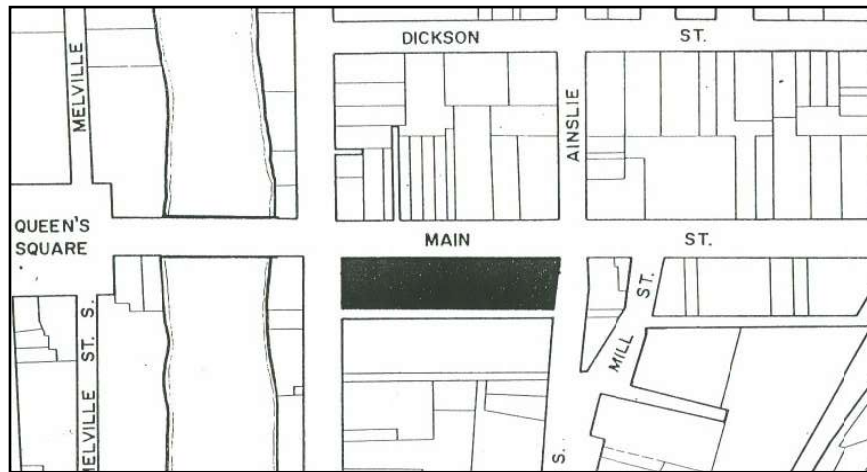 DICKSON ST.
MELVILLE
AINSLIE
QUEEN'S
SQUARE
MAIN ST.
MILL ST.
MELVILLE ST. S.
S.